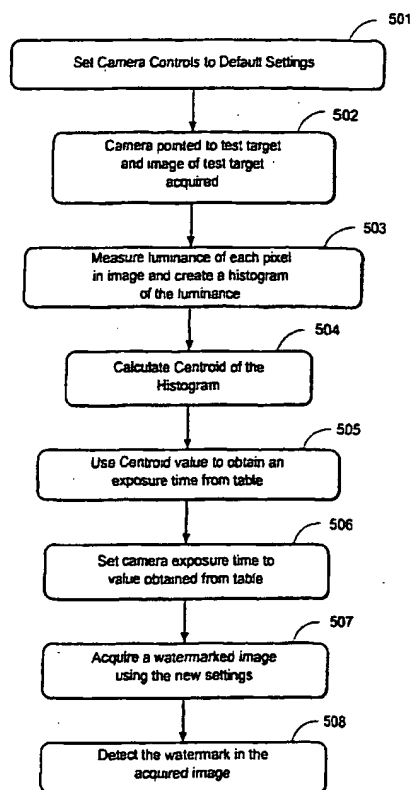 501
Set Camera Controls to Default Settings
502
Camera pointed to test target
and image of test target
acquired
503
Measure luminance of each pixel
in image and create a histogram
of the luminance
504
Calculate Centroid of the
Histogram
505
Use Centroid value to obtain an
exposure time from table
506
Set camera exposure time to
value obtained from table
507
Acquire a watermarked image
using the new settings
508
Detect the watermark in the
acquired image